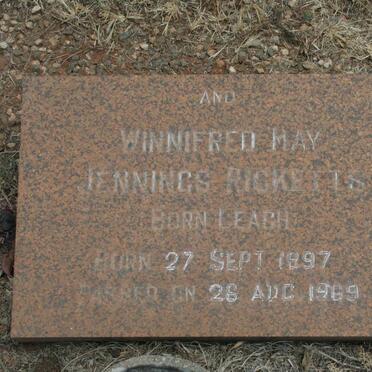 AND
WINNIFRED MAY
JENNINGS RICKETTS
BORN LEACH
BORN 27 SEPT 1897
PASSED ON 26 AUG 1969